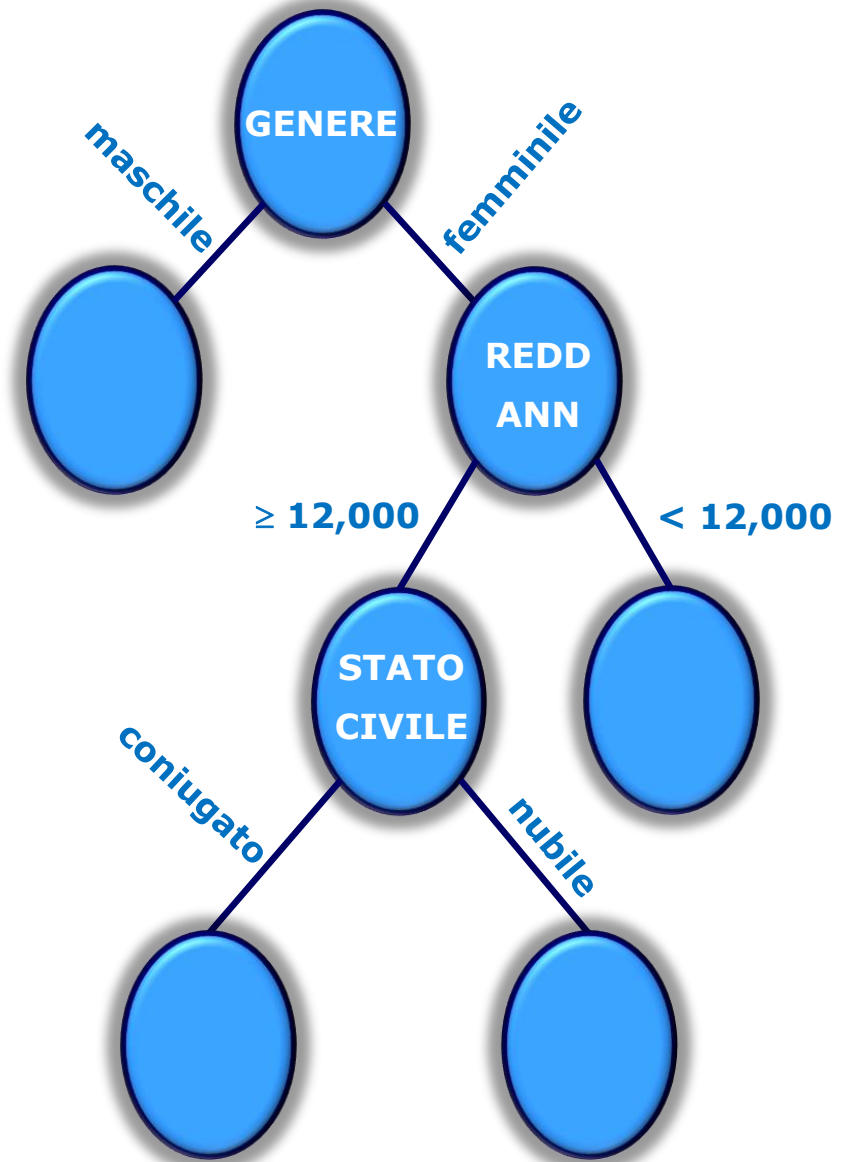 GENERE
maschile
femminile
REDD
ANN
≥ 12,000
< 12,000
STATO
CIVILE
coniugato
nubile